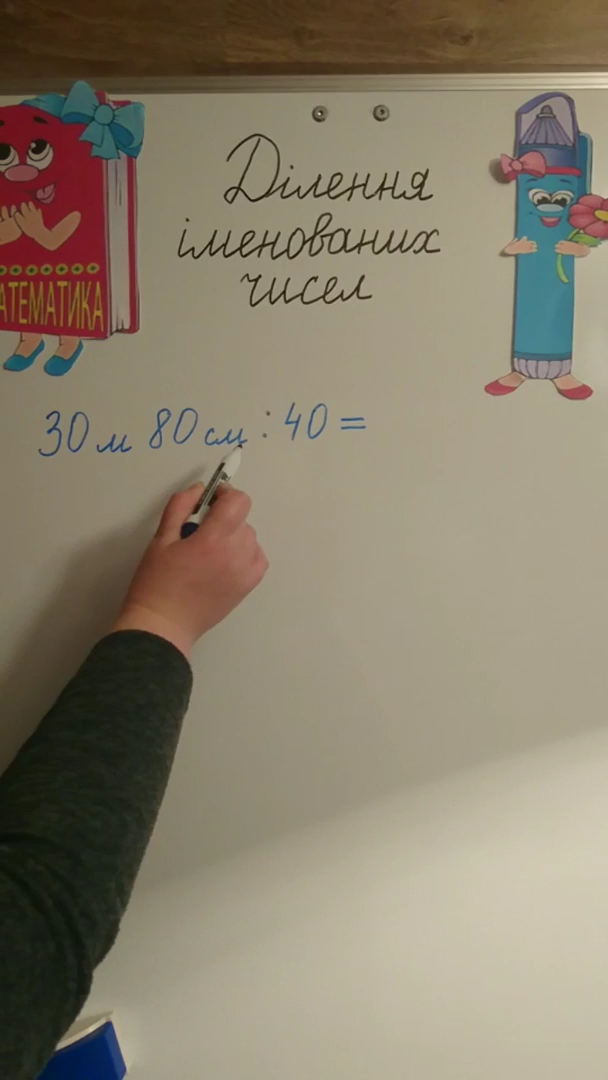 Ділення
іменованих
чисел
АТЕМАТИКА
30 м 80 см : 40 =